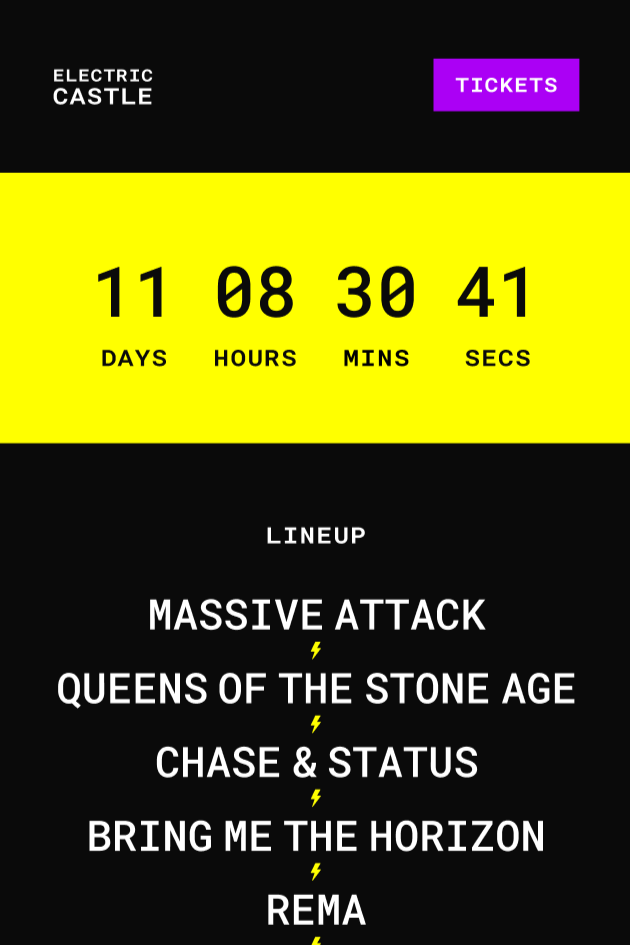 ELECTRIC
CASTLE
TICKETS
11 08 30 41
DAYS HOURS MINS SECS
LINEUP
MASSIVE ATTACK
QUEENS OF THE STONE AGE
CHASE & STATUS
BRING ME THE HORIZON
REMA